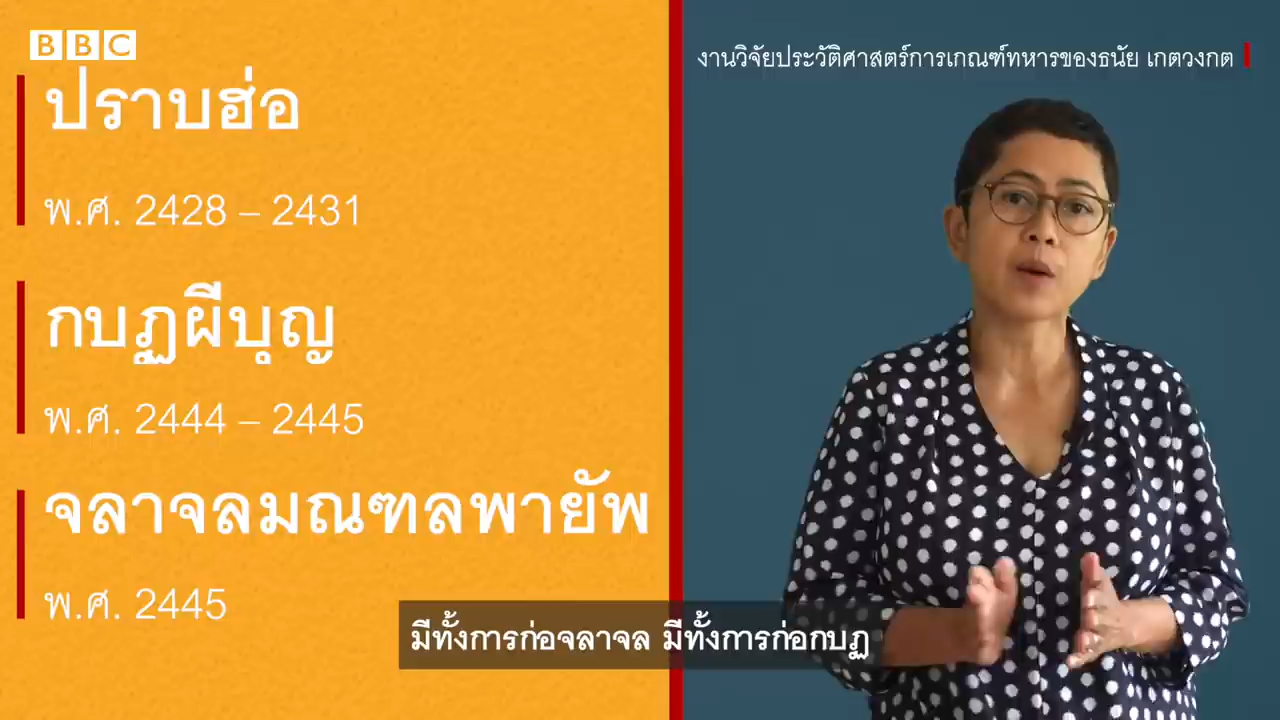 BBC
ปราบฮ่อ
พ.ศ. 2428 – 2431
กบฏผีบุญ
พ.ศ. 2444 – 2445
จลาจลมณฑลพายัพ
พ.ศ. 2445
งานวิจัยประวัติศาสตร์การเกณฑ์ทหารของธนัย เกตวงกต
มีทั้งการก่อจลาจล มีทั้งการก่อกบฏ